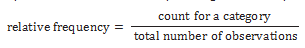 relative frequency = count for a category / total number of observations